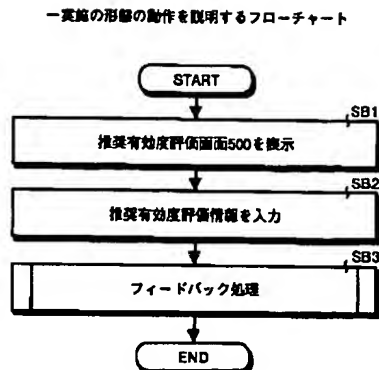 一実施の形態の動作を説明するフローチャート
START
SB1
推奨有効度評価画面500を表示
SB2
推奨有効度評価情報を入力
SB3
フィードバック処理
END